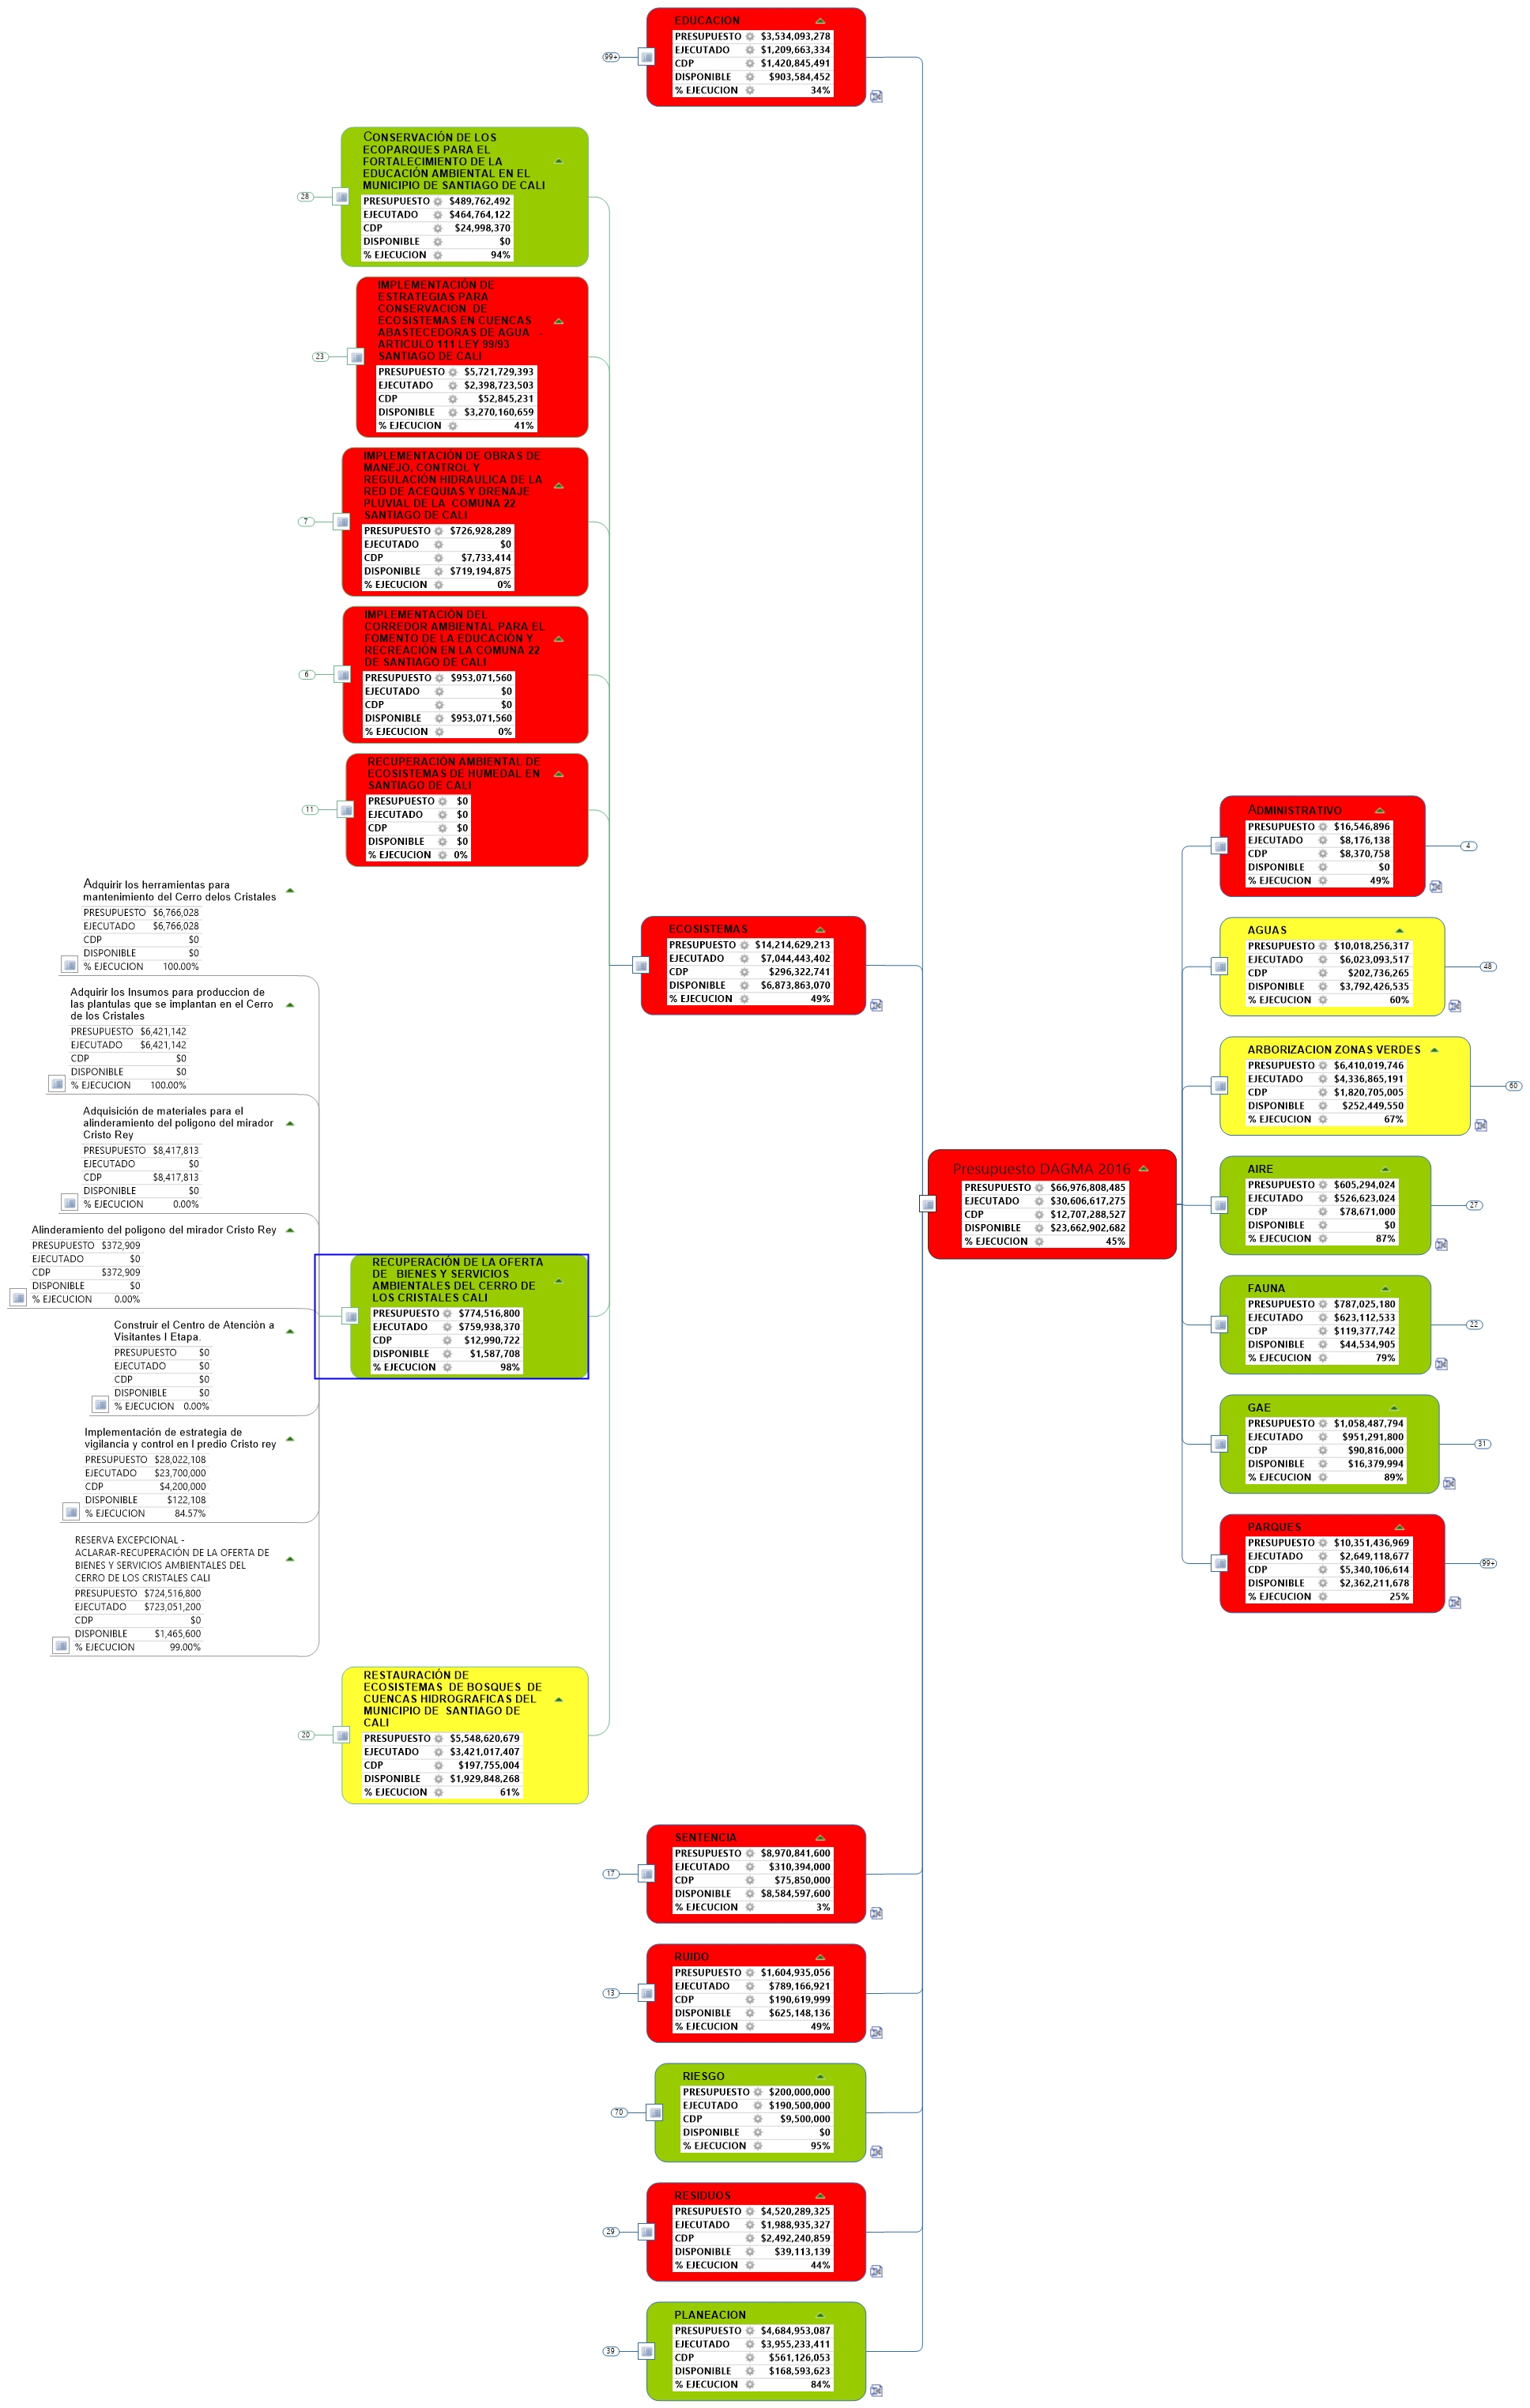 EDUCACION
PRESUPUESTO $3,534,093,278
EJECUTADO $1,209,663,334
CDP $1,420,845,491
DISPONIBLE $903,584,452
% EJECUCION 34%
99+
CONSERVACIÓN DE LOS
ECOPARQUES PARA EL
FORTALECIMIENTO DE LA
EDUCACIÓN AMBIENTAL EN EL
MUNICIPIO DE SANTIAGO DE CALI
PRESUPUESTO $489,762,492
EJECUTADO $464,764,122
CDP $24,998,370
DISPONIBLE $0
% EJECUCION 94%
28
IMPLEMENTACIÓN DE
ESTRATEGIAS PARA
CONSERVACION DE
ECOSISTEMAS EN CUENCAS
ABASTECEDORAS DE AGUA -
ARTICULO 111 LEY 99/93
SANTIAGO DE CALI
PRESUPUESTO $5,721,729,393
EJECUTADO $2,398,723,503
CDP $52,845,231
DISPONIBLE $3,270,160,659
% EJECUCION 41%
23
IMPLEMENTACIÓN DE OBRAS DE
MANEJO, CONTROL Y
REGULACIÓN HIDRAULICA DE LA
RED DE ACEQUIAS Y DRENAJE
PLUVIAL DE LA COMUNA 22
SANTIAGO DE CALI
PRESUPUESTO $726,928,289
EJECUTADO $0
CDP $7,733,414
DISPONIBLE $719,194,875
% EJECUCION 0%
7
IMPLEMENTACIÓN DEL
CORREDOR AMBIENTAL PARA EL
FOMENTO DE LA EDUCACIÓN Y
RECREACIÓN EN LA COMUNA 22
DE SANTIAGO DE CALI
PRESUPUESTO $953,071,560
EJECUTADO $0
CDP $0
DISPONIBLE $953,071,560
% EJECUCION 0%
6
RECUPERACIÓN AMBIENTAL DE
ECOSISTEMAS DE HUMEDAL EN
SANTIAGO DE CALI
PRESUPUESTO $0
EJECUTADO $0
CDP $0
DISPONIBLE $0
% EJECUCION 0%
11
Adquirir los herramientas para
mantenimiento del Cerro delos Cristales
PRESUPUESTO $6,766,028
EJECUTADO $6,766,028
CDP $0
DISPONIBLE $0
% EJECUCION 100.00%
Adquirir los Insumos para produccion de
las plantulas que se implantan en el Cerro
de los Cristales
PRESUPUESTO $6,421,142
EJECUTADO $6,421,142
CDP $0
DISPONIBLE $0
% EJECUCION 100.00%
Adquisición de materiales para el
alinderamiento del poligono del mirador
Cristo Rey
PRESUPUESTO $8,417,813
EJECUTADO $0
CDP $8,417,813
DISPONIBLE $0
% EJECUCION 0.00%
Alinderamiento del poligono del mirador Cristo Rey
PRESUPUESTO $372,909
EJECUTADO $0
CDP $372,909
DISPONIBLE $0
% EJECUCION 0.00%
Construir el Centro de Atención a
Visitantes I Etapa.
PRESUPUESTO $0
EJECUTADO $0
CDP $0
DISPONIBLE $0
% EJECUCION 0.00%
Implementación de estrategia de
vigilancia y control en l predio Cristo rey
PRESUPUESTO $28,022,108
EJECUTADO $23,700,000
CDP $4,200,000
DISPONIBLE $122,108
% EJECUCION 84.57%
RESERVA EXCEPCIONAL -
ACLARAR-RECUPERACIÓN DE LA OFERTA DE
BIENES Y SERVICIOS AMBIENTALES DEL
CERRO DE LOS CRISTALES CALI
PRESUPUESTO $724,516,800
EJECUTADO $723,051,200
CDP $0
DISPONIBLE $1,465,600
% EJECUCION 99.00%
RECUPERACIÓN DE LA OFERTA
DE BIENES Y SERVICIOS
AMBIENTALES DEL CERRO DE
LOS CRISTALES CALI
PRESUPUESTO $774,516,800
EJECUTADO $759,938,370
CDP $12,990,722
DISPONIBLE $1,587,708
% EJECUCION 98%
RESTAURACIÓN DE
ECOSISTEMAS DE BOSQUES DE
CUENCAS HIDROGRAFICAS DEL
MUNICIPIO DE SANTIAGO DE
CALI
PRESUPUESTO $5,548,620,679
EJECUTADO $3,421,017,407
CDP $197,755,004
DISPONIBLE $1,929,848,268
% EJECUCION 61%
20
ECOSISTEMAS
PRESUPUESTO $14,214,629,213
EJECUTADO $7,044,443,402
CDP $296,322,741
DISPONIBLE $6,873,863,070
% EJECUCION 49%
SENTENCIA
PRESUPUESTO $8,970,841,600
EJECUTADO $310,394,000
CDP $75,850,000
DISPONIBLE $8,584,597,600
% EJECUCION 3%
17
RUIDO
PRESUPUESTO $1,604,935,056
EJECUTADO $789,166,921
CDP $190,619,999
DISPONIBLE $625,148,136
% EJECUCION 49%
13
RIESGO
PRESUPUESTO $200,000,000
EJECUTADO $190,500,000
CDP $9,500,000
DISPONIBLE $0
% EJECUCION 95%
70
RESIDUOS
PRESUPUESTO $4,520,289,325
EJECUTADO $1,988,935,327
CDP $2,492,240,859
DISPONIBLE $39,113,139
% EJECUCION 44%
29
PLANEACION
PRESUPUESTO $4,684,953,087
EJECUTADO $3,955,233,411
CDP $561,126,053
DISPONIBLE $168,593,623
% EJECUCION 84%
39
Presupuesto DAGMA 2016
PRESUPUESTO $66,976,808,485
EJECUTADO $30,606,617,275
CDP $12,707,288,527
DISPONIBLE $23,662,902,682
% EJECUCION 45%
ADMINISTRATIVO
PRESUPUESTO $16,546,896
EJECUTADO $8,176,138
CDP $8,370,758
DISPONIBLE $0
% EJECUCION 49%
4
AGUAS
PRESUPUESTO $10,018,256,317
EJECUTADO $6,023,093,517
CDP $202,736,265
DISPONIBLE $3,792,426,535
% EJECUCION 60%
48
ARBORIZACION ZONAS VERDES
PRESUPUESTO $6,410,019,746
EJECUTADO $4,336,865,191
CDP $1,820,705,005
DISPONIBLE $252,449,550
% EJECUCION 67%
60
AIRE
PRESUPUESTO $605,294,024
EJECUTADO $526,623,024
CDP $78,671,000
DISPONIBLE $0
% EJECUCION 87%
27
FAUNA
PRESUPUESTO $787,025,180
EJECUTADO $623,112,533
CDP $119,377,742
DISPONIBLE $44,534,905
% EJECUCION 79%
22
GAE
PRESUPUESTO $1,058,487,794
EJECUTADO $951,291,800
CDP $90,816,000
DISPONIBLE $16,379,994
% EJECUCION 89%
31
PARQUES
PRESUPUESTO $10,351,436,969
EJECUTADO $2,649,118,677
CDP $5,340,106,614
DISPONIBLE $2,362,211,678
% EJECUCION 25%
99+